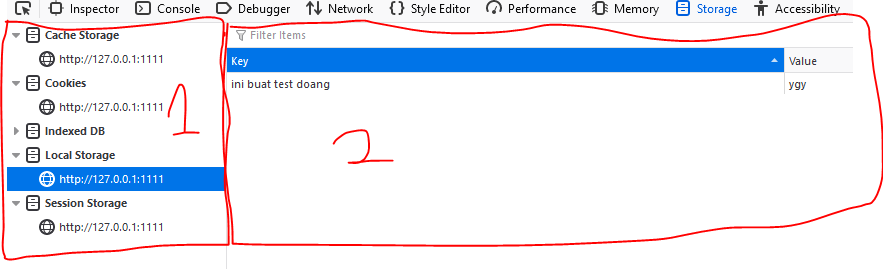 Inspector Console Debugger Network Style Editor Performance Memory Storage Accessibility
Cache Storage
http://127.0.0.1:1111
Cookies
http://127.0.0.1:1111
Indexed DB
Local Storage
http://127.0.0.1:1111
Session Storage
http://127.0.0.1:1111
1
Filter Items
Key Value
ini buat test doang ygy
2